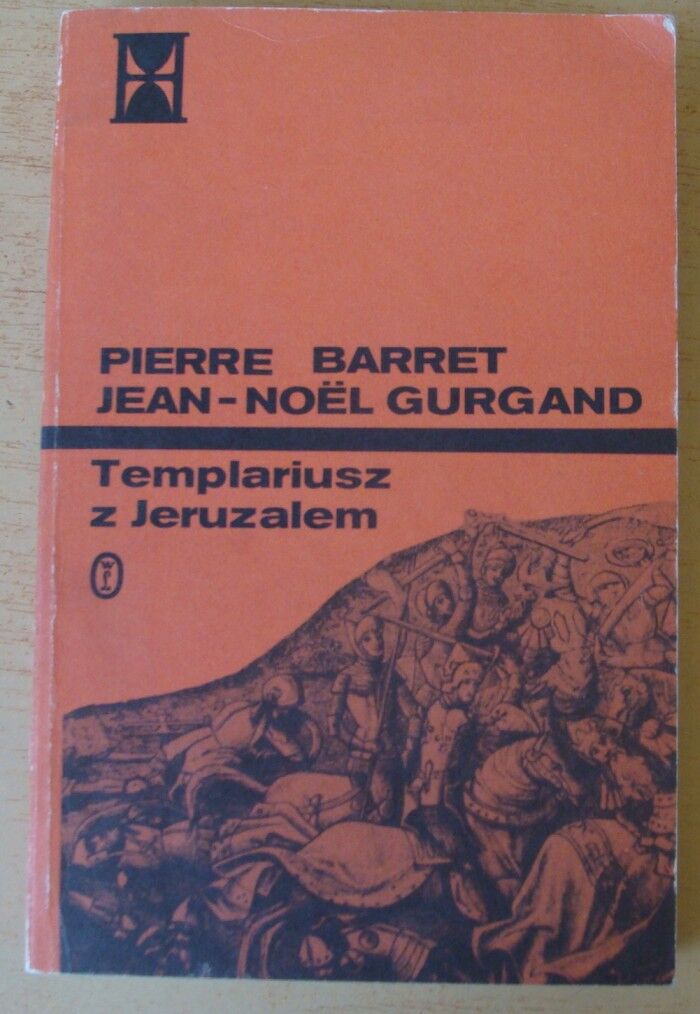 PIERRE BARRET
JEAN-NOËL GURGAND
Templariusz
z Jeruzalem